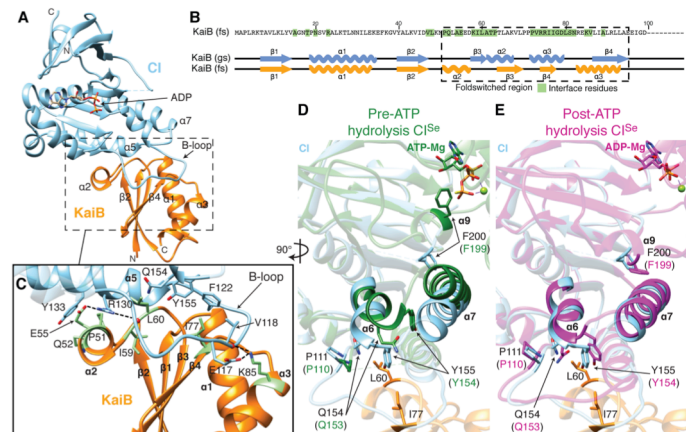 A
N
CI
ADP
α7
α5
B-loop
α2
β2
β4
α1
α3
KaiB
N
C
B
20
40
60
80
100
KaiB (fs)
KaiB (gs)
β1
α1
β2
β3
α2
α3
β4
KaiB (fs)
β1
α1
β2
α2
β3
β4
α3
Foldswitched region
Interface residues
90°
C
α5
Q154
F122
B-loop
Y133
R130
Y155
L60
I77
V118
E55
Q52
P51
I59
α2
β2
β1
β3
β4
E117
K85
α3
α1
KaiB
D
Pre-ATP
hydrolysis CI^Se
CI
ATP-Mg
α9
F200
(F199)
α6
α7
P111
(P110)
L60
Y155
(Y154)
Q154
(Q153)
I77
E
Post-ATP
hydrolysis CI^Se
CI
ADP-Mg
α9
F200
(F199)
α6
α7
P111
(P110)
L60
Y155
(Y154)
Q154
(Q153)
I77